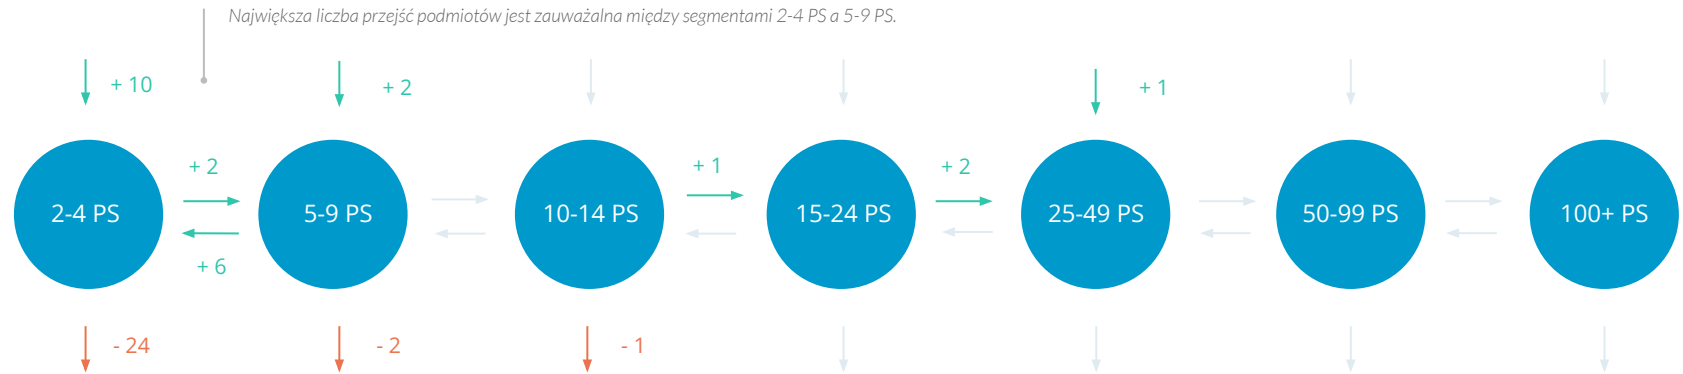 Największa liczba przejść podmiotów jest zauważalna między segmentami 2-4 PS a 5-9 PS.
+ 10
+ 2
+ 1
+ 2
+ 1
+ 2
2-4 PS
5-9 PS
10-14 PS
15-24 PS
25-49 PS
50-99 PS
100+ PS
+ 6
- 24
- 2
- 1